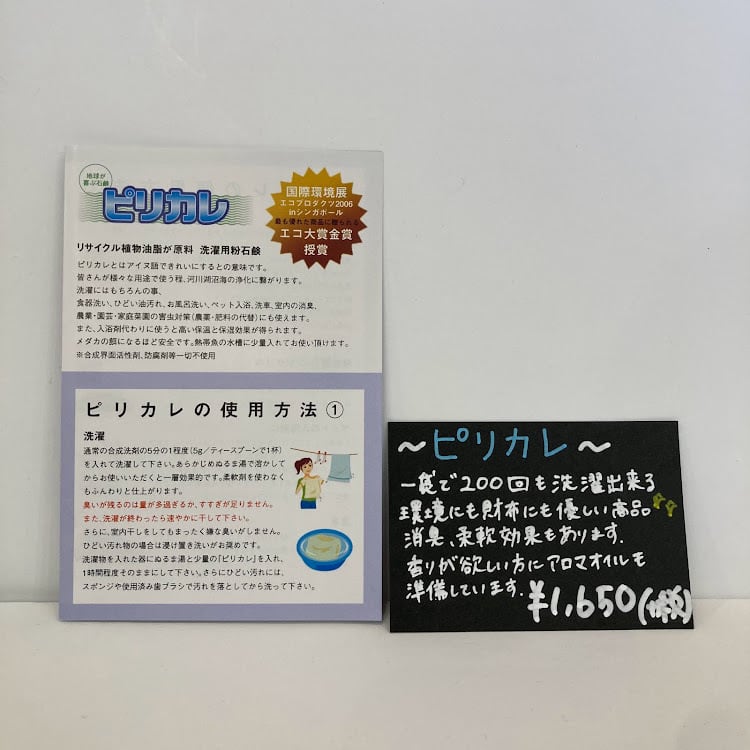 地球が
喜ぶ石鹸
ピリカレ
国際環境展
エコプロダクツ2006
inシンガポール
最も優れた商品に贈られる
エコ大賞金賞
授賞
リサイクル植物油脂が原料 洗濯用粉石鹸
ピリカレとはアイヌ語できれいにするとの意味です。
皆さんが様々な用途で使う程、河川湖沼海の浄化に繋がります。
洗濯にはもちろんの事、
食器洗い、ひどい油汚れ、お風呂洗い、ペット入浴、洗車、室内の消臭、
農業・園芸・家庭菜園の害虫対策(農薬・肥料の代替)にも使えます。
また、入浴剤代わりに使うと高い保温と保湿効果が得られます。
メダカの餌になるほど安全です。熱帯魚の水槽に少量入れてお使い頂けます。
※合成界面活性剤、防腐剤等一切不使用
ピリカレの使用方法①
洗濯
通常の合成洗剤の5分の1程度(5g/ティースプーンで1杯)
を入れて洗濯して下さい。あらかじめぬるま湯で溶かして
からお使いいただくと一層効果的です。柔軟剤を使わなく
もふんわりと仕上がります。
臭いが残るのは量が多過ぎるか、すすぎが足りません。
また、洗濯が終わったら速やかに干して下さい。
さらに、室内干しをしてもまったく嫌な臭いがしません。
ひどい汚れ物の場合は浸け置き洗いがお奨めです。
洗濯物を入れた器にぬるま湯と少量の「ピリカレ」を入れ、
1時間程度そのままにして下さい。さらにひどい汚れには、
スポンジや使用済み歯ブラシで汚れを落としてから洗って下さい。
～ピリカレ～
一袋で200回も洗濯出来る
環境にも財布にも優しい商品
消臭、柔軟効果もあります。
香りが欲しい方にアロマオイルも
準備しています。
¥1,650(税込)